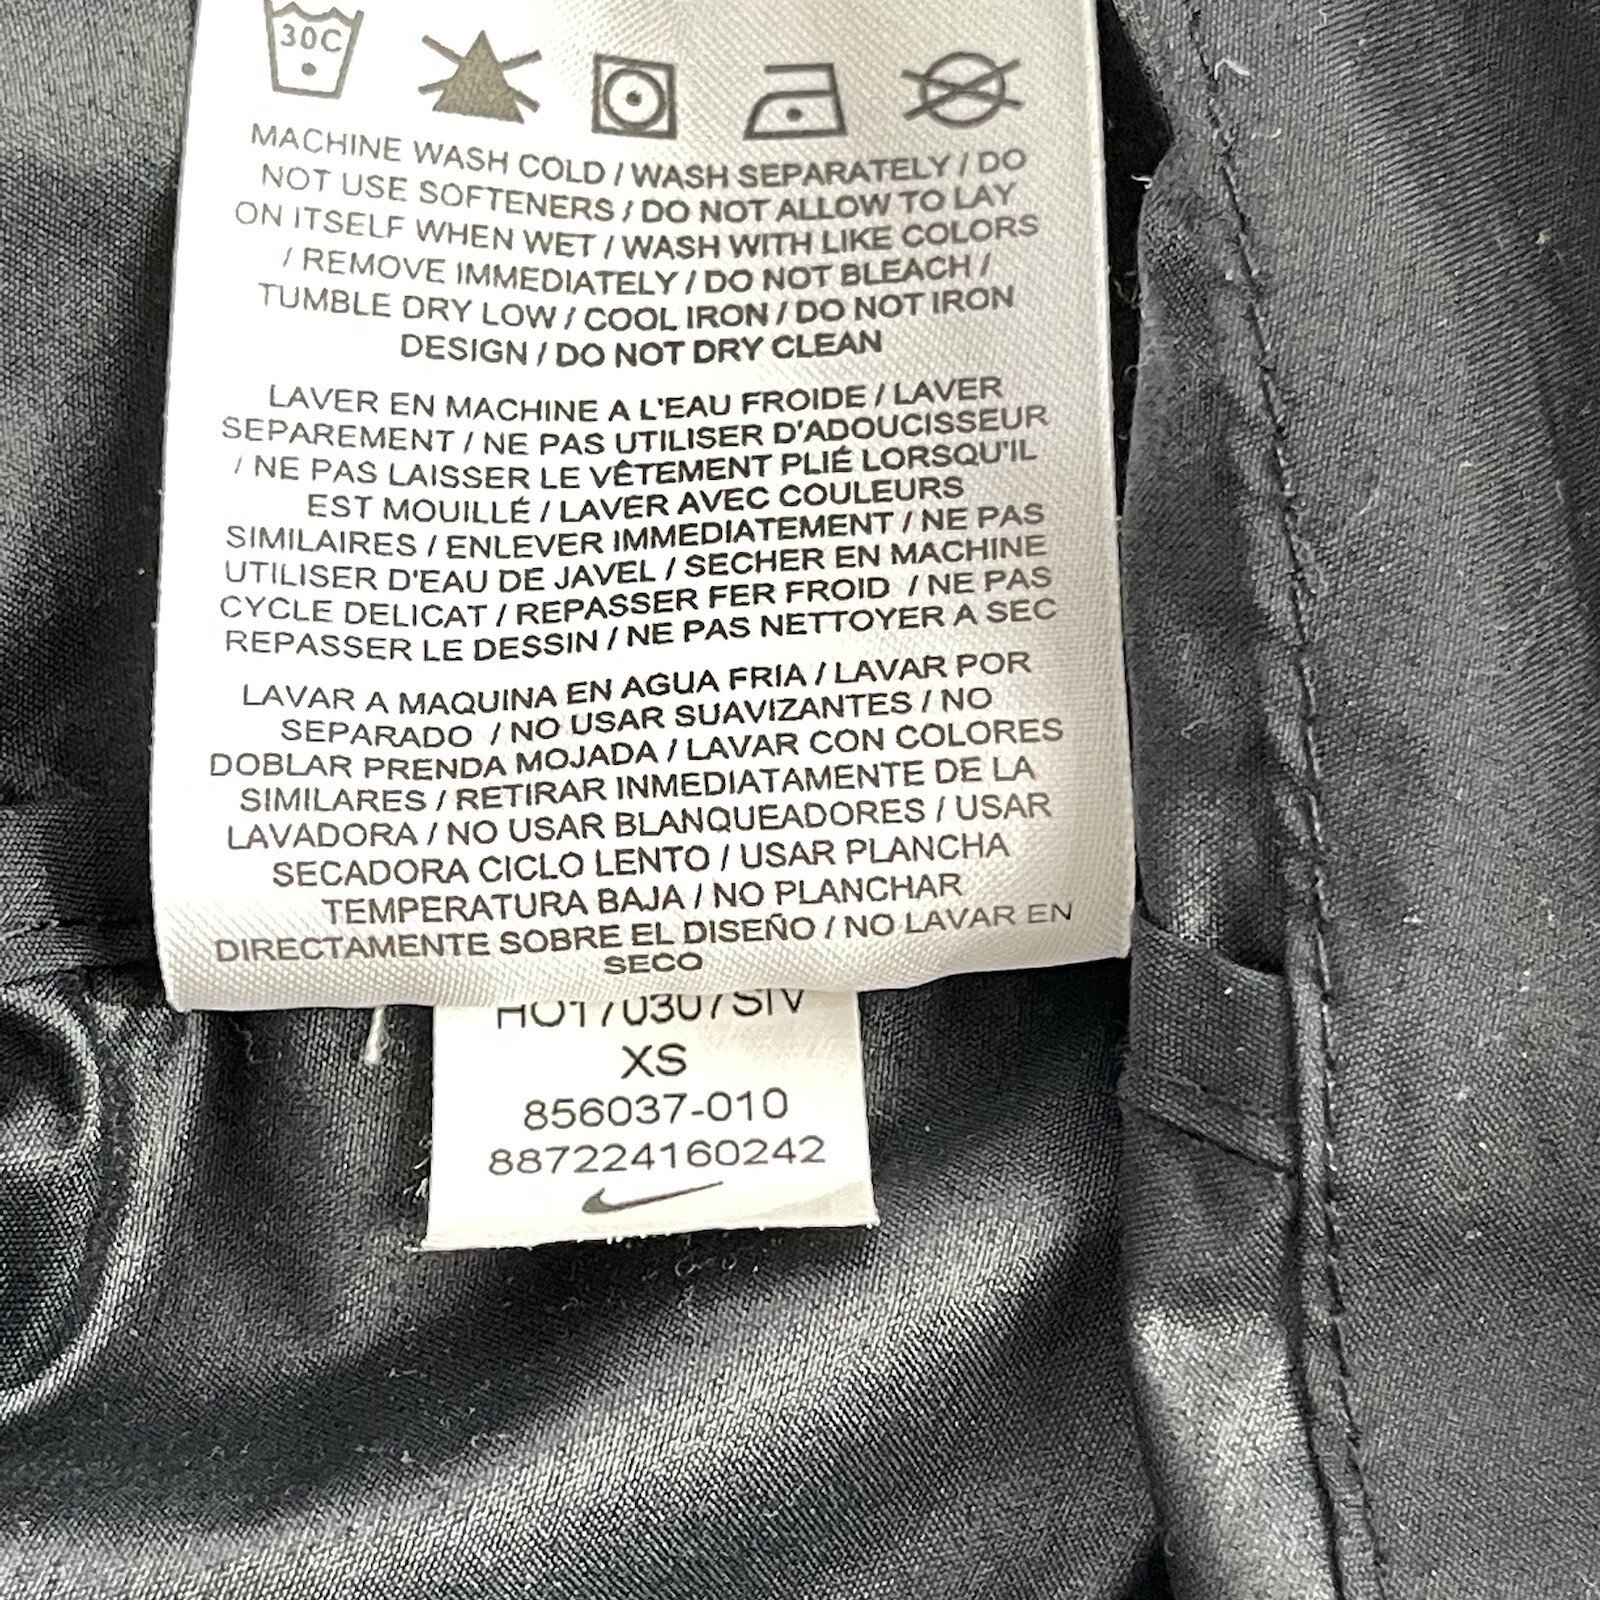 30C
MACHINE WASH COLD / WASH SEPARATELY / DO
NOT USE SOFTENERS / DO NOT ALLOW TO LAY
ON ITSELF WHEN WET / WASH WITH LIKE COLORS
/ REMOVE IMMEDIATELY / DO NOT BLEACH /
TUMBLE DRY LOW / COOL IRON / DO NOT IRON
DESIGN / DO NOT DRY CLEAN
LAVER EN MACHINE A L'EAU FROIDE / LAVER
SEPAREMENT / NE PAS UTILISER D'ADOUCISSEUR
/ NE PAS LAISSER LE VÊTEMENT PLIÉ LORSQU'IL
EST MOUILLÉ / LAVER AVEC COULEURS
SIMILAIRES / ENLEVER IMMEDIATEMENT / NE PAS
UTILISER D'EAU DE JAVEL / SECHER EN MACHINE
CYCLE DELICAT / REPASSER FER FROID / NE PAS
REPASSER LE DESSIN / NE PAS NETTOYER A SEC
LAVAR A MAQUINA EN AGUA FRIA / LAVAR POR
SEPARADO / NO USAR SUAVIZANTES / NO
DOBLAR PRENDA MOJADA / LAVAR CON COLORES
SIMILARES / RETIRAR INMEDIATAMENTE DE LA
LAVADORA / NO USAR BLANQUEADORES / USAR
SECADORA CICLO LENTO / USAR PLANCHA
TEMPERATURA BAJA / NO PLANCHAR
DIRECTAMENTE SOBRE EL DISEÑO / NO LAVAR EN
SECO
XS
856037-010
887224160242